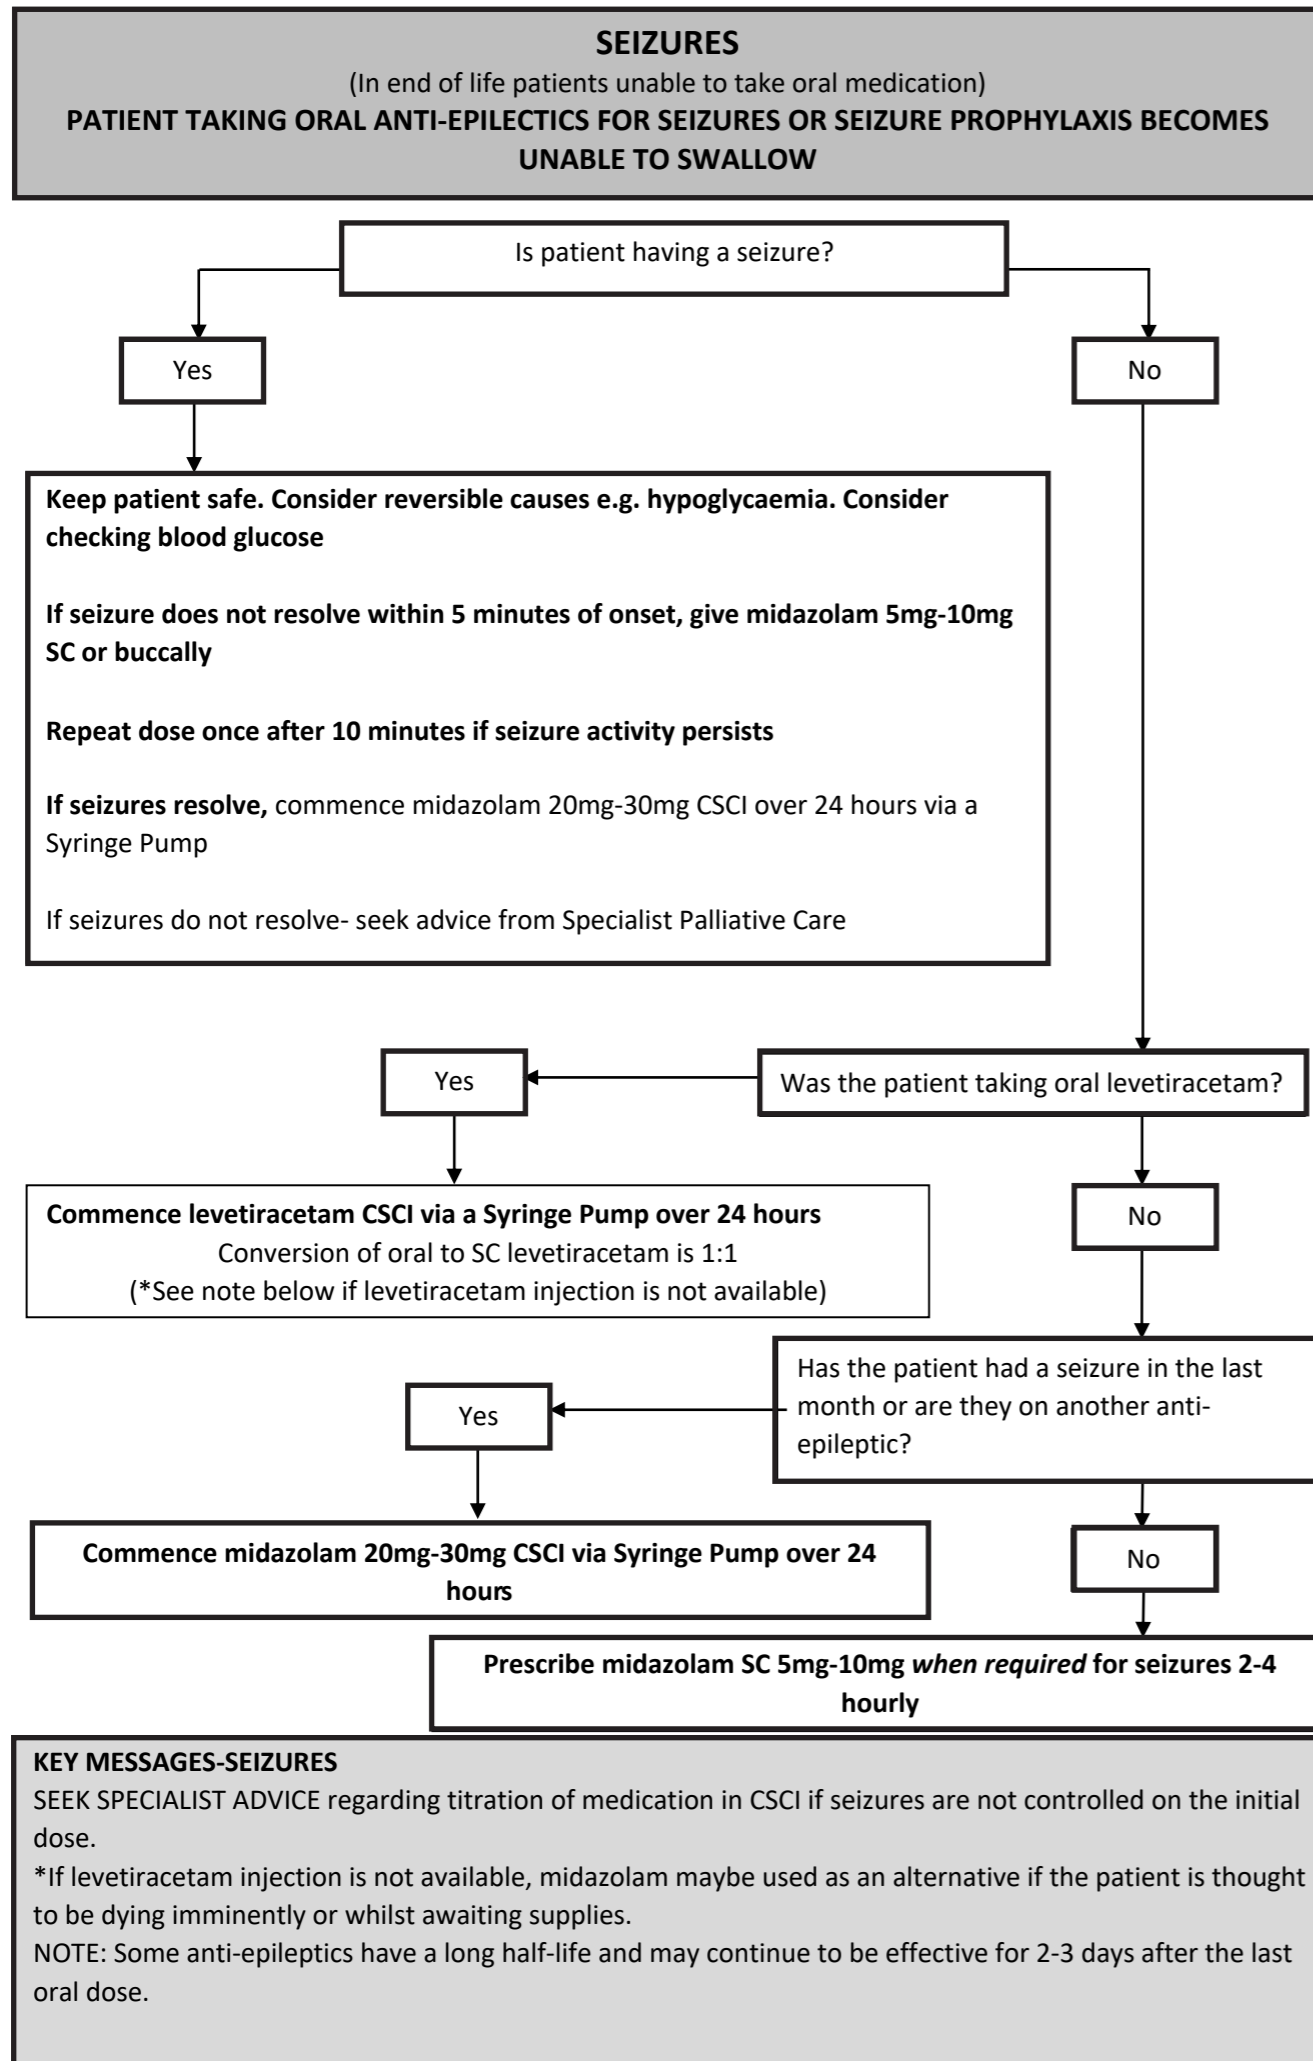 SEIZURES
(In end of life patients unable to take oral medication)
PATIENT TAKING ORAL ANTI-EPILECTICS FOR SEIZURES OR SEIZURE PROPHYLAXIS BECOMES
UNABLE TO SWALLOW
Is patient having a seizure?
Yes
No
Keep patient safe. Consider reversible causes e.g. hypoglycaemia. Consider
checking blood glucose
If seizure does not resolve within 5 minutes of onset, give midazolam 5mg-10mg
SC or buccally
Repeat dose once after 10 minutes if seizure activity persists
If seizures resolve, commence midazolam 20mg-30mg CSCI over 24 hours via a
Syringe Pump
If seizures do not resolve- seek advice from Specialist Palliative Care
Was the patient taking oral levetiracetam?
Yes
Commence levetiracetam CSCI via a Syringe Pump over 24 hours
Conversion of oral to SC levetiracetam is 1:1
(*See note below if levetiracetam injection is not available)
No
Has the patient had a seizure in the last
month or are they on another anti-
epileptic?
Yes
Commence midazolam 20mg-30mg CSCI via Syringe Pump over 24
hours
No
Prescribe midazolam SC 5mg-10mg when required for seizures 2-4
hourly
KEY MESSAGES-SEIZURES
SEEK SPECIALIST ADVICE regarding titration of medication in CSCI if seizures are not controlled on the initial
dose.
*If levetiracetam injection is not available, midazolam maybe used as an alternative if the patient is thought
to be dying imminently or whilst awaiting supplies.
NOTE: Some anti-epileptics have a long half-life and may continue to be effective for 2-3 days after the last
oral dose.